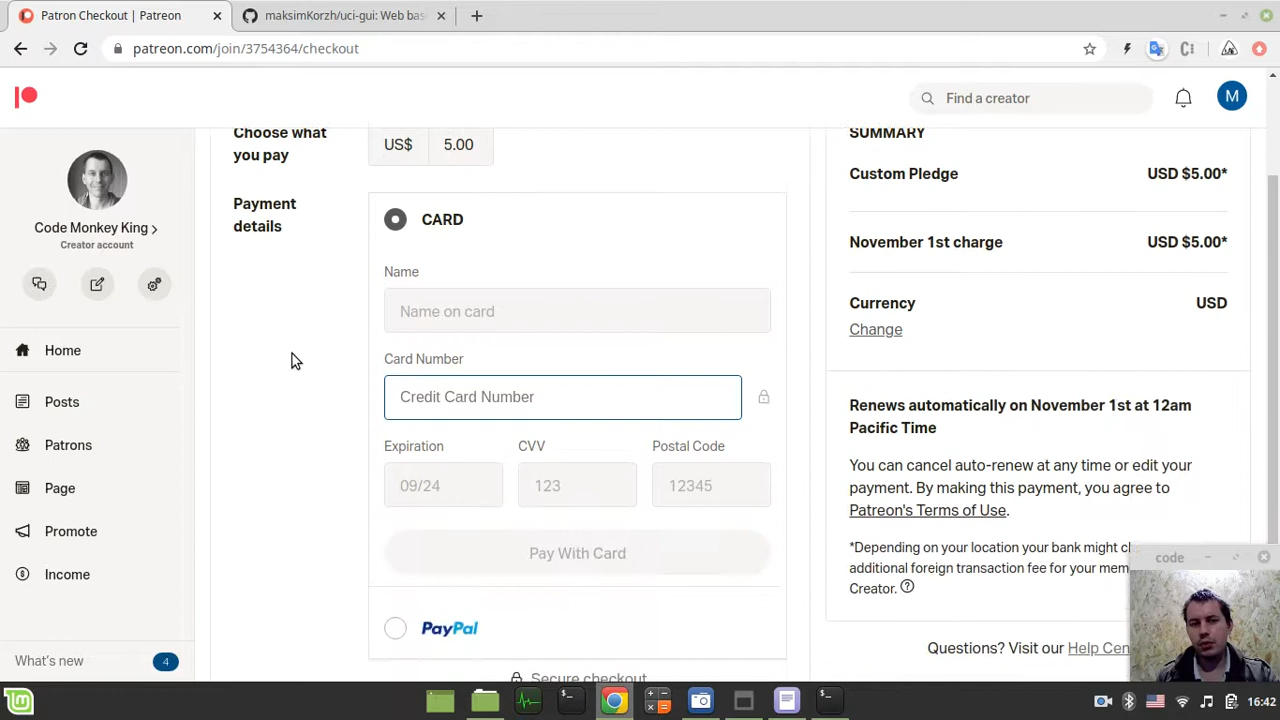 Patron Checkout | Patreon
maksimKorzh/uci-gui: Web bas
patreon.com/join/3754364/checkout
Find a creator
M
Code Monkey King
Creator account
Home
Posts
Patrons
Page
Promote
Income
What's new
4
Choose what
you pay
US$
5.00
Payment
details
CARD
Name
Name on card
Card Number
Credit Card Number
Expiration
CVV
Postal Code
09/24
123
12345
Pay With Card
PayPal
Secure checkout
SUMMARY
Custom Pledge
USD $5.00*
November 1st charge
USD $5.00*
Currency
USD
Change
Renews automatically on November 1st at 12am
Pacific Time
You can cancel auto-renew at any time or edit your
payment. By making this payment, you agree to
Patreon's Terms of Use.
*Depending on your location your bank might ch
additional foreign transaction fee for your mem
Creator.
Questions? Visit our Help Cen
code
16:42